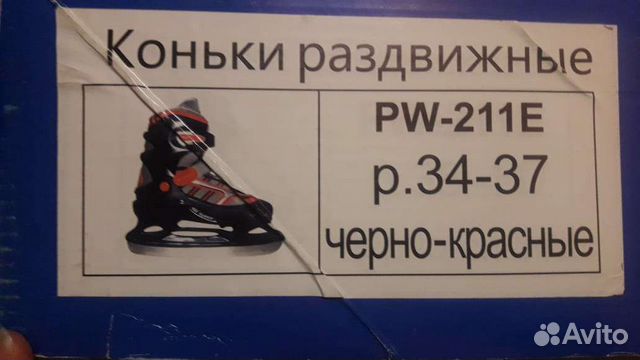 Коньки раздвижные
PW-211E
р.34-37
черно-красные
Avito